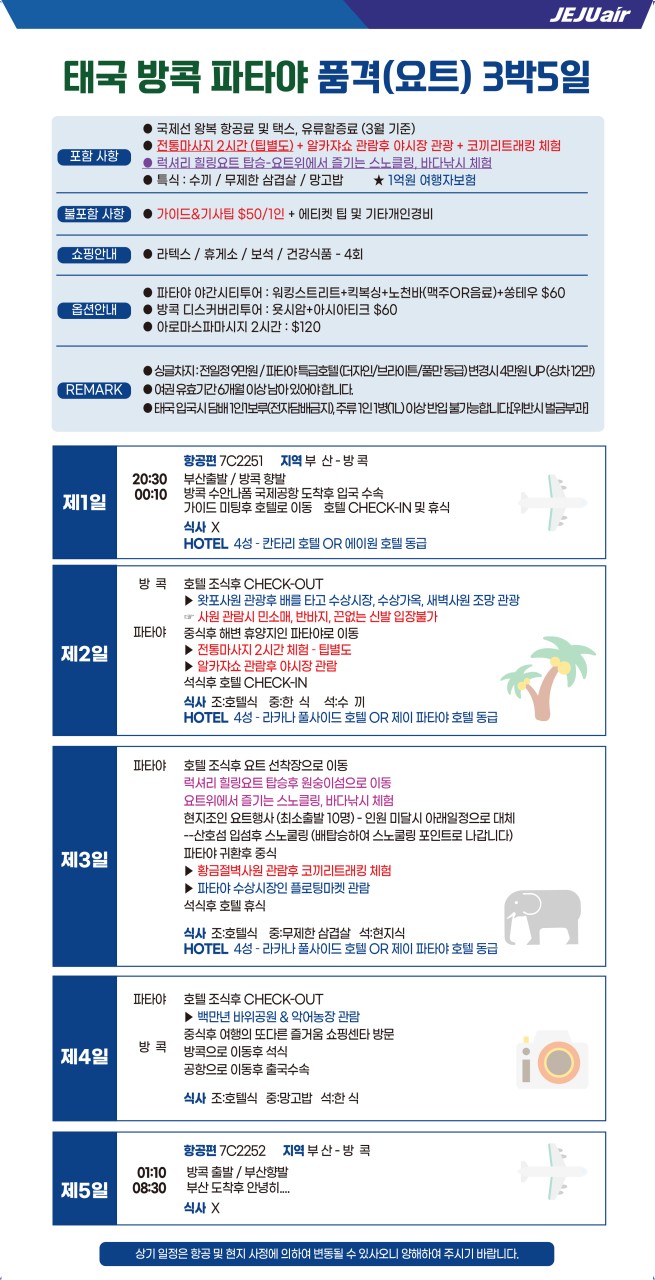 JEJUair
태국 방콕 파타야 품격(요트) 3박5일
포함 사항
● 국제선 왕복 항공료 및 택스, 유류할증료 (3월 기준)
● 전통마사지 2시간 (팁별도) + 알카쟈쇼 관람후 야시장 관광 + 코끼리트래킹 체험
● 럭셔리 힐링요트 탑승-요트위에서 즐기는 스노클링, 바다낚시 체험
● 특식 : 수끼 / 무제한 삼겹살 / 망고밥 ★ 1억원 여행자보험
불포함 사항
● 가이드&기사팁 $50/1인 + 에티켓 팁 및 기타개인경비
쇼핑안내
● 라텍스 / 휴게소 / 보석 / 건강식품 - 4회
옵션안내
● 파타야 야간시티투어 : 워킹스트리트+킥복싱+노천바(맥주OR음료)+쏭테우 $60
● 방콕 디스커버리투어 : 욧시암+아시아티크 $60
● 아로마스파마시지 2시간 : $120
REMARK
● 싱글차지 : 전일정 9만원 / 파타야 특급호텔 (더자인/브라이트/풀만 동급) 변경시 4만원 UP (싱차 12만)
● 여권 유효기간 6개월 이상 남아 있어야 합니다.
● 태국 입국시 담배 1인1보루(전자담배금지), 주류 1인 1병(1L) 이상 반입 불가능합니다.[위반시 벌금부과]
제1일
항공편 7C2251 지역 부 산 - 방 콕
20:30 부산출발 / 방콕 향발
00:10 방콕 수안나폼 국제공항 도착후 입국 수속
가이드 미팅후 호텔로 이동 호텔 CHECK-IN 및 휴식
식사 X
HOTEL 4성 - 칸타리 호텔 OR 에이원 호텔 동급
제2일
방 콕 호텔 조식후 CHECK-OUT
▶ 왓포사원 관광후 배를 타고 수상시장, 수상가옥, 새벽사원 조망 관광
☞ 사원 관람시 민소매, 반바지, 끈없는 신발 입장불가
파타야 중식후 해변 휴양지인 파타야로 이동
▶ 전통마사지 2시간 체험 - 팁별도
▶ 알카쟈쇼 관람후 야시장 관람
석식후 호텔 CHECK-IN
식사 조:호텔식 중:한 식 석:수 끼
HOTEL 4성 - 라카나 풀사이드 호텔 OR 제이 파타야 호텔 동급
제3일
파타야 호텔 조식후 요트 선착장으로 이동
럭셔리 힐링요트 탑승후 원숭이섬으로 이동
요트위에서 즐기는 스노클링, 바다낚시 체험
현지조인 요트행사 (최소출발 10명) - 인원 미달시 아래일정으로 대체
--산호섬 입섬후 스노쿨링 (배탑승하여 스노쿨링 포인트로 나갑니다)
파타야 귀환후 중식
▶ 황금절벽사원 관람후 코끼리트래킹 체험
▶ 파타야 수상시장인 플로팅마켓 관람
석식후 호텔 휴식
식사 조:호텔식 중:무제한 삼겹살 석:현지식
HOTEL 4성 - 라카나 풀사이드 호텔 OR 제이 파타야 호텔 동급
제4일
파타야 호텔 조식후 CHECK-OUT
▶ 백만년 바위공원 & 악어농장 관람
중식후 여행의 또다른 즐거움 쇼핑센타 방문
방 콕 방콕으로 이동후 석식
공항으로 이동후 출국수속
식사 조:호텔식 중:망고밥 석:한 식
제5일
항공편 7C2252 지역 부 산 - 방 콕
01:10 방콕 출발 / 부산향발
08:30 부산 도착후 안녕히....
식사 X
상기 일정은 항공 및 현지 사정에 의하여 변동될 수 있사오니 양해하여 주시기 바랍니다.